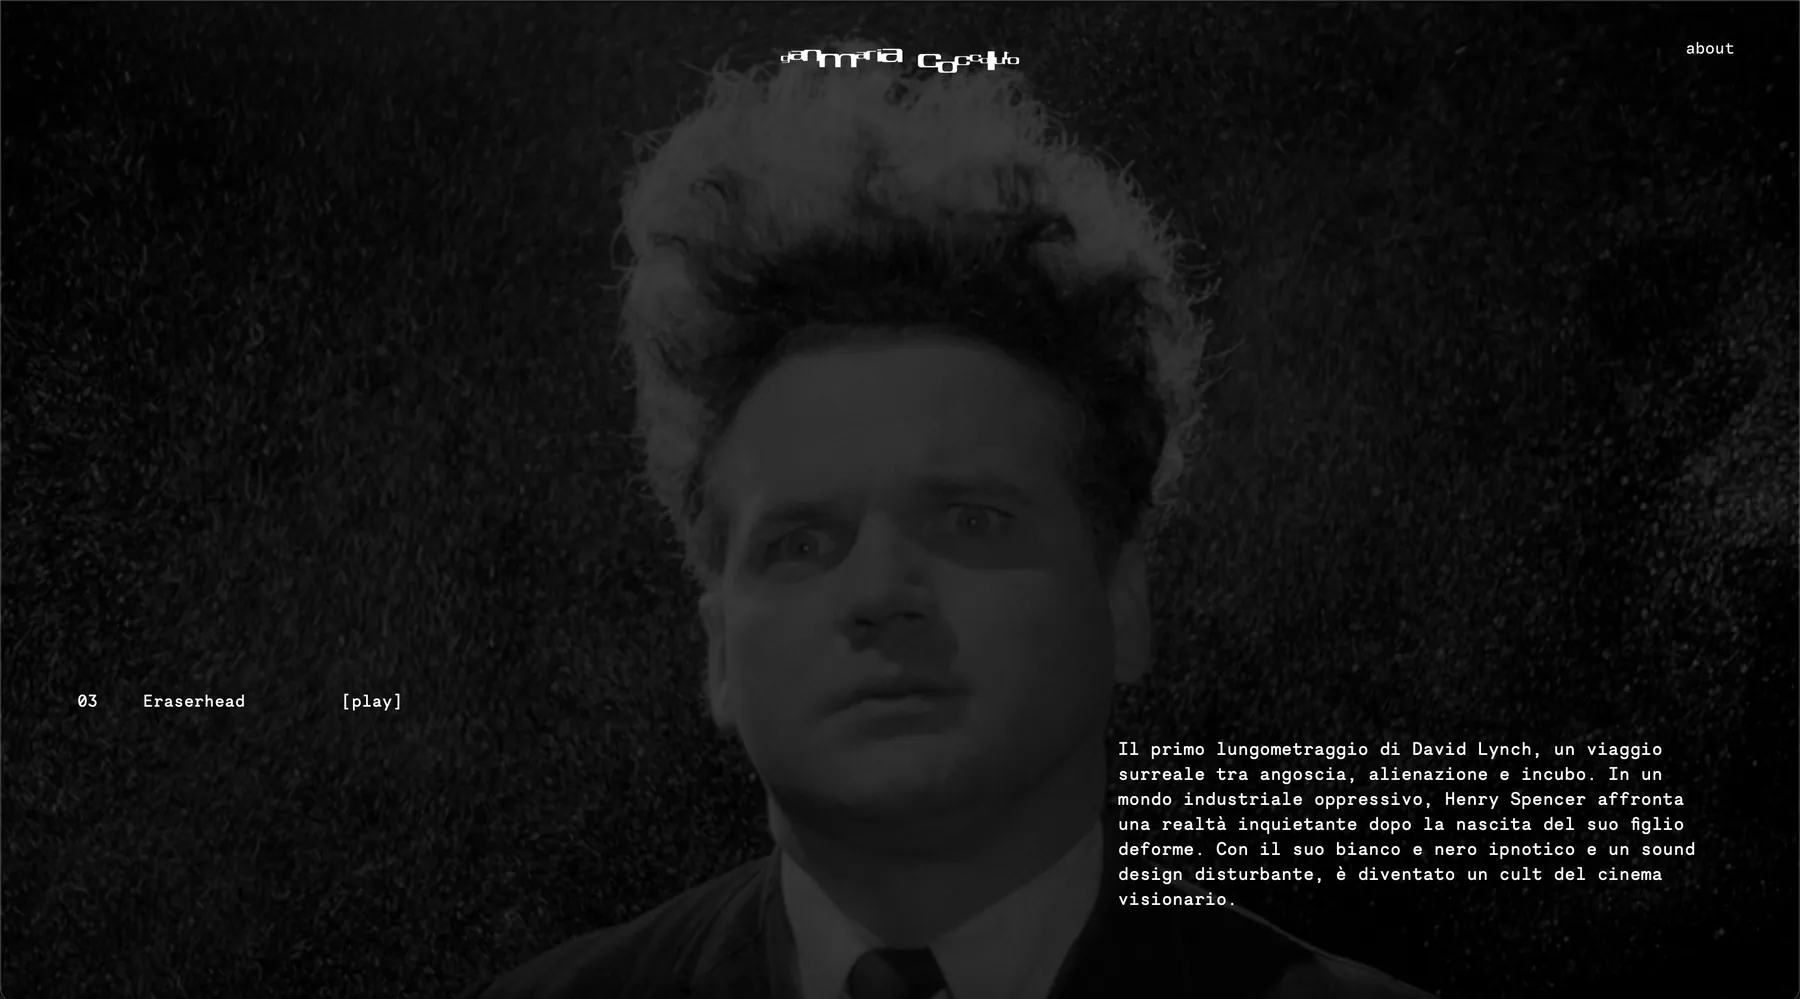 gianmaria coccoluto
about
03 Eraserhead [play]
Il primo lungometraggio di David Lynch, un viaggio
surreale tra angoscia, alienazione e incubo. In un
mondo industriale oppressivo, Henry Spencer affronta
una realtà inquietante dopo la nascita del suo figlio
deforme. Con il suo bianco e nero ipnotico e un sound
design disturbante, è diventato un cult del cinema
visionario.